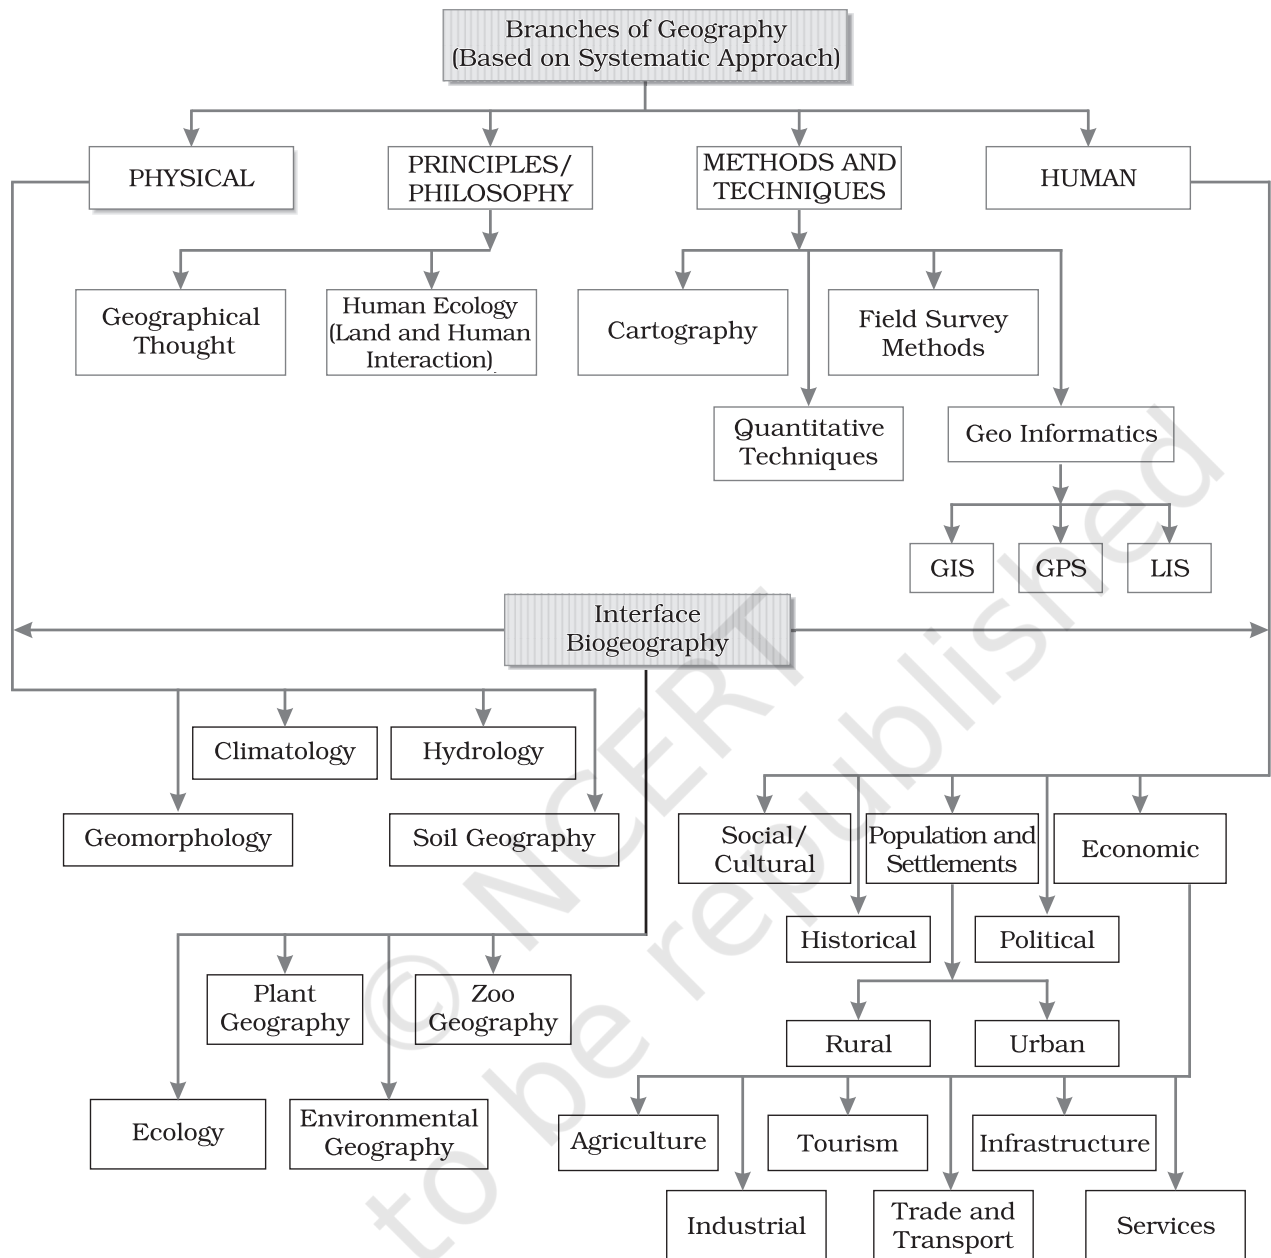 Branches of Geography
(Based on Systematic Approach)
PHYSICAL
PRINCIPLES/
PHILOSOPHY
METHODS AND
TECHNIQUES
HUMAN
Geographical
Thought
Human Ecology
(Land and Human
Interaction)
Cartography
Field Survey
Methods
Quantitative
Techniques
Geo Informatics
GIS
GPS
LIS
Interface
Biogeography
Climatology
Hydrology
Geomorphology
Soil Geography
Social/
Cultural
Population and
Settlements
Economic
Historical
Political
Plant
Geography
Zoo
Geography
Rural
Urban
Ecology
Environmental
Geography
Agriculture
Tourism
Infrastructure
Industrial
Trade and
Transport
Services
© NCERT
to be republished